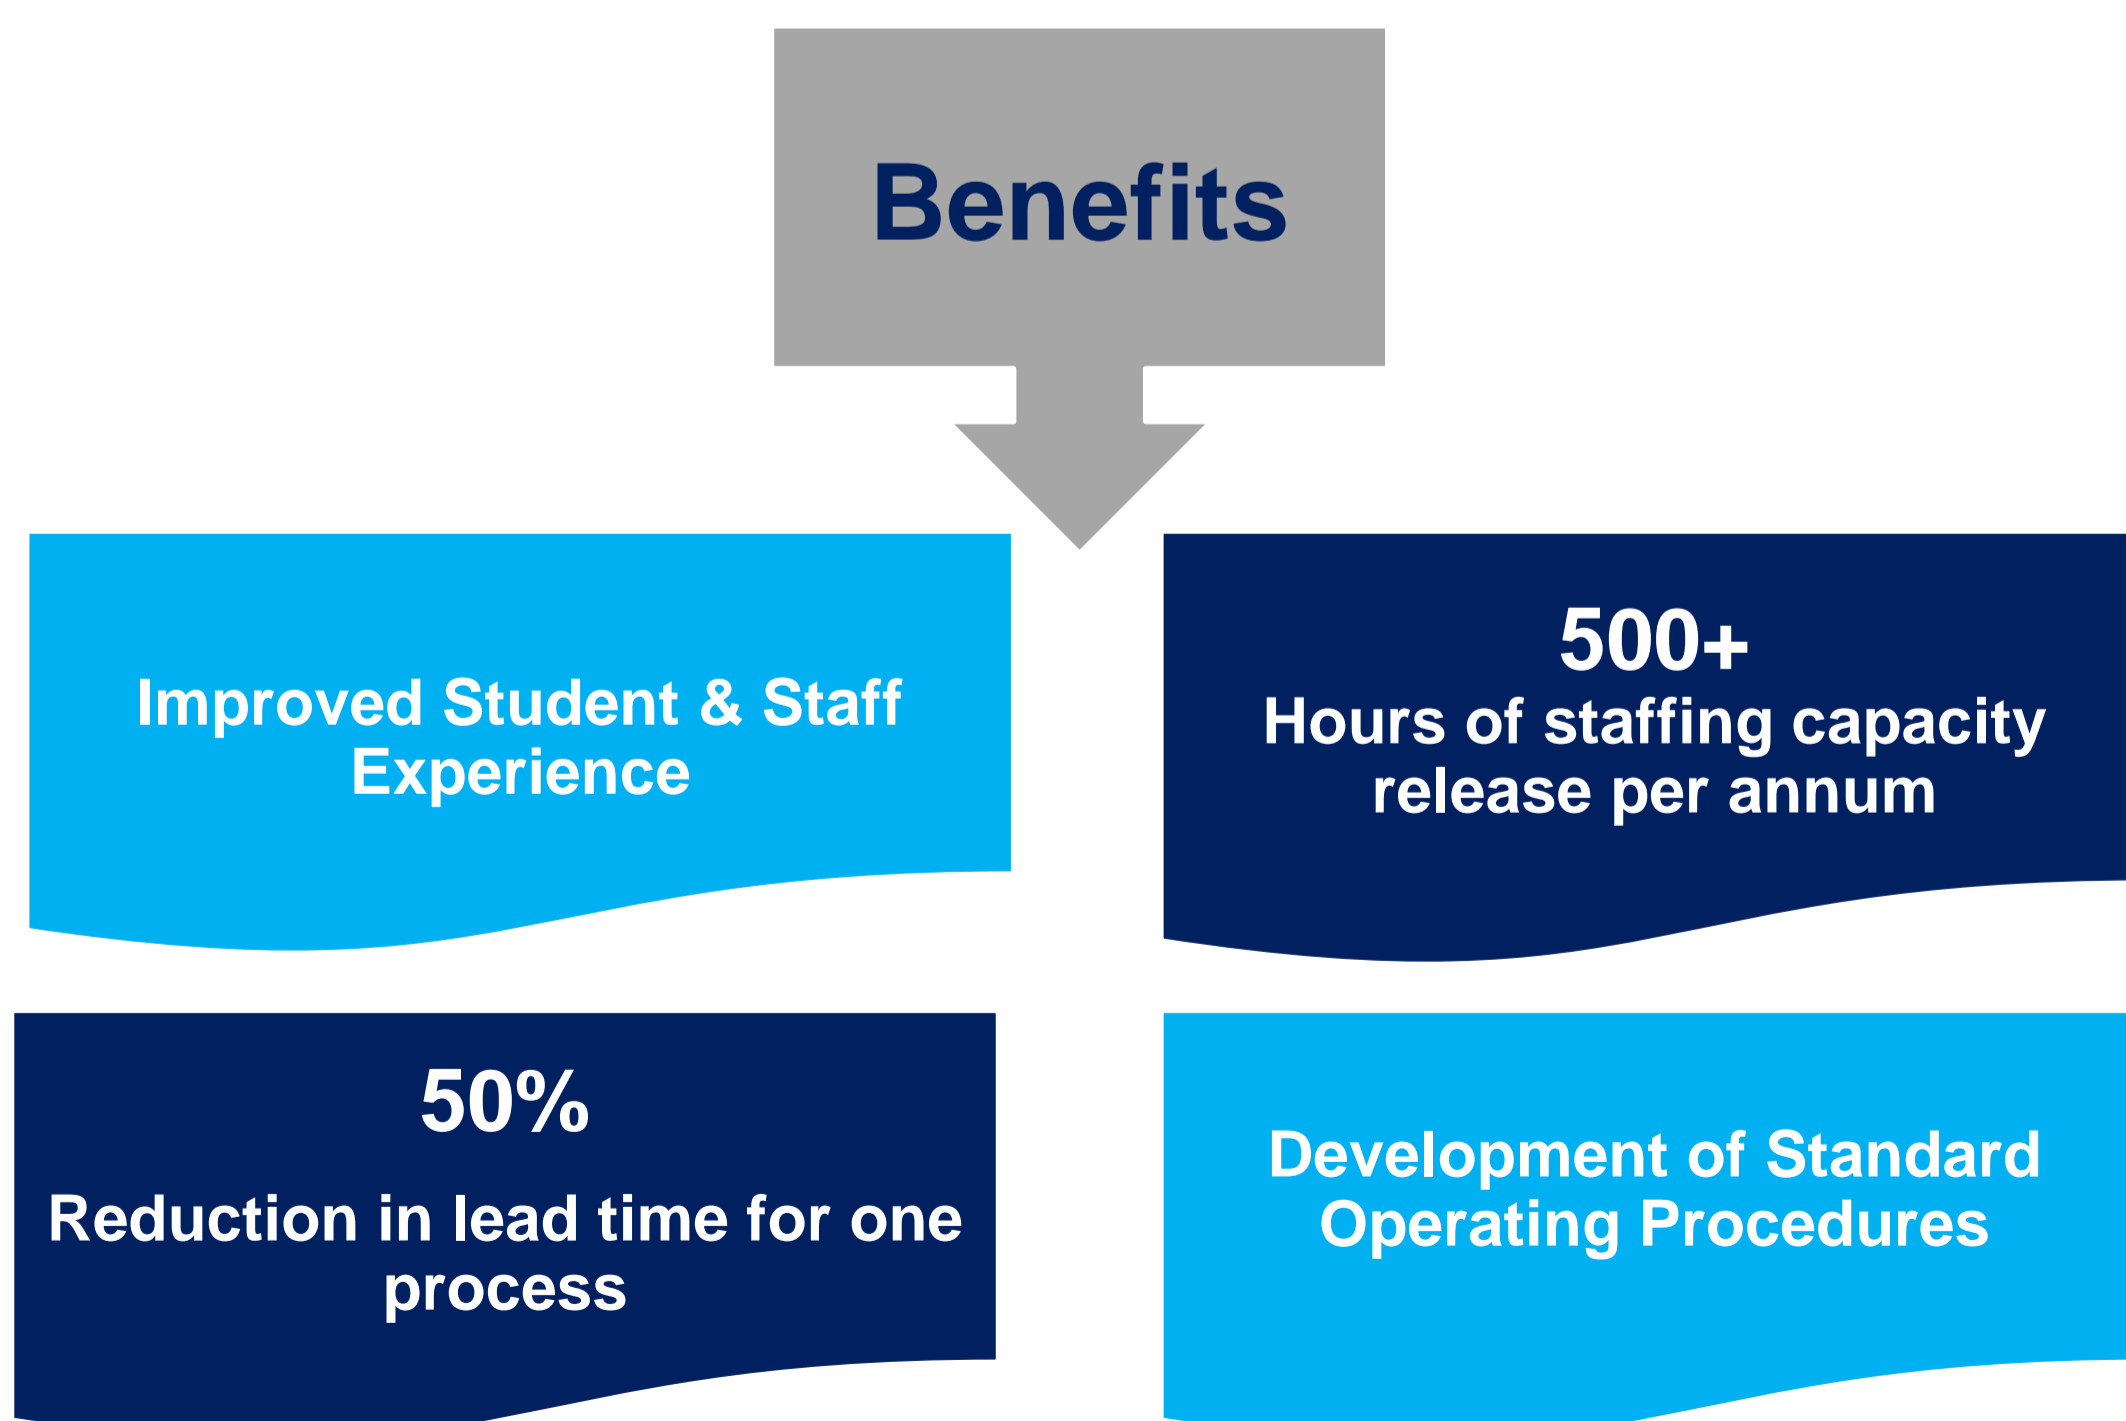 Benefits
Improved Student & Staff
Experience
500+
Hours of staffing capacity
release per annum
50%
Reduction in lead time for one
process
Development of Standard
Operating Procedures